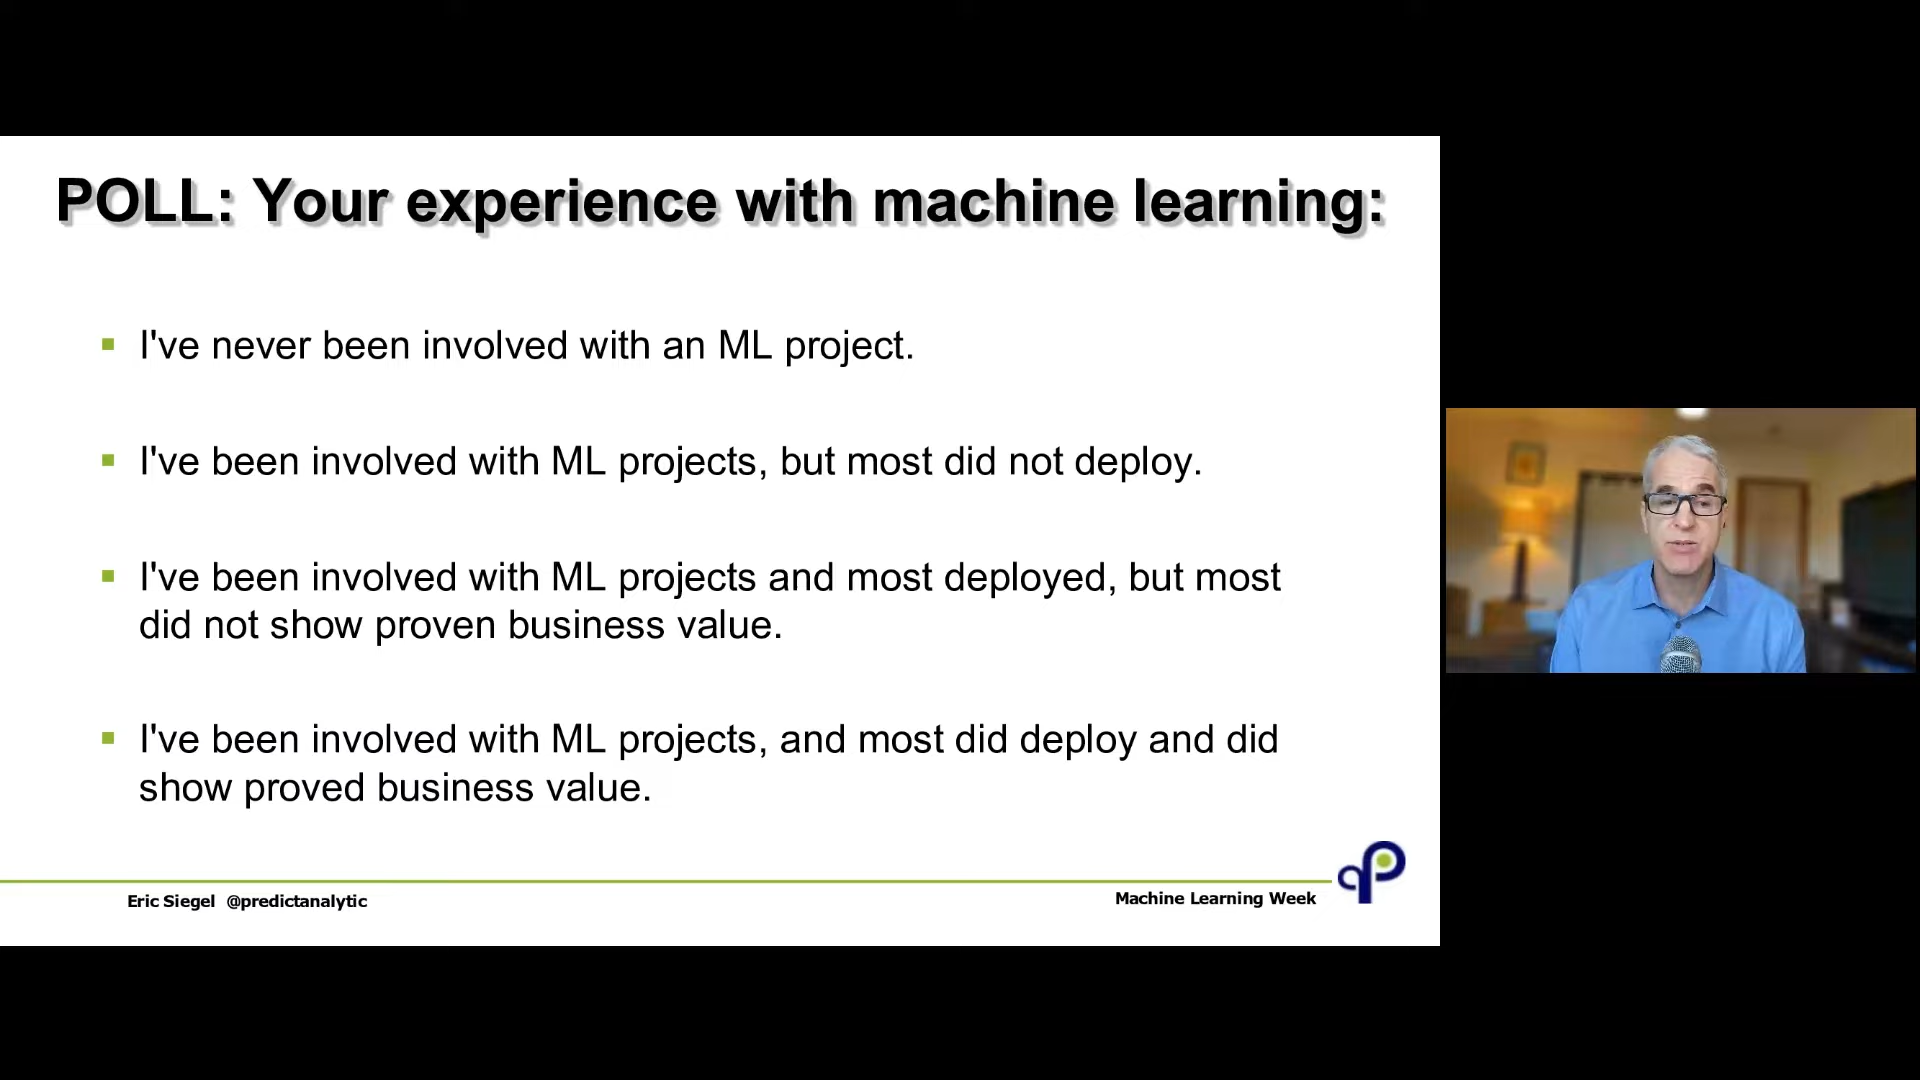 POLL: Your experience with machine learning:
I've never been involved with an ML project.
I've been involved with ML projects, but most did not deploy.
I've been involved with ML projects and most deployed, but most
did not show proven business value.
I've been involved with ML projects, and most did deploy and did
show proved business value.
Eric Siegel @predictanalytic
Machine Learning Week